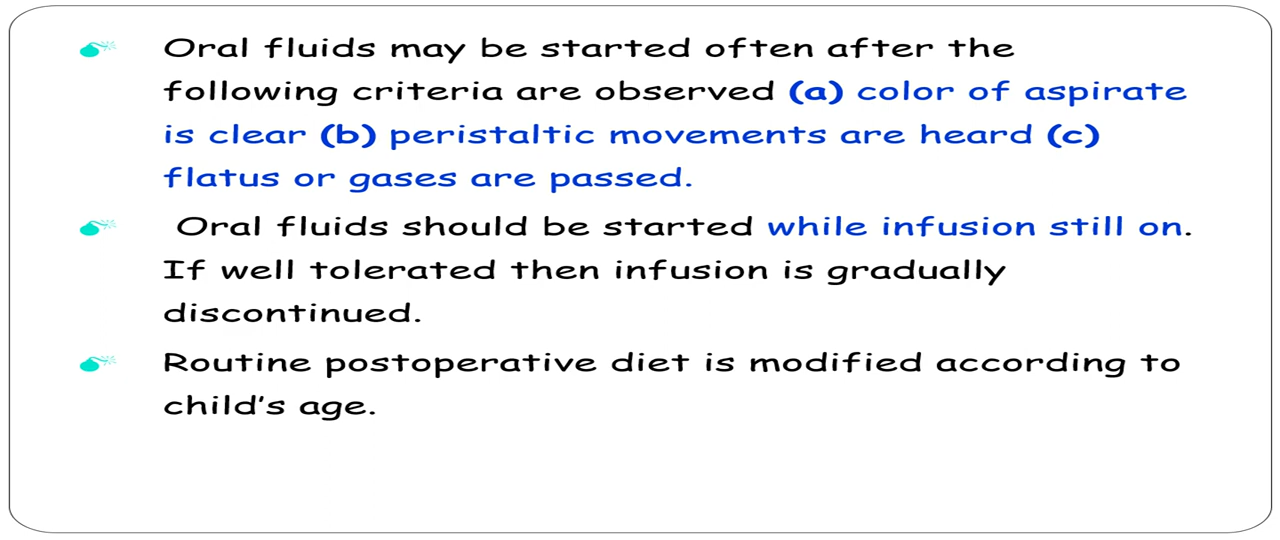 Oral fluids may be started often after the
following criteria are observed (a) color of aspirate
is clear (b) peristaltic movements are heard (c)
flatus or gases are passed.
Oral fluids should be started while infusion still on.
If well tolerated then infusion is gradually
discontinued.
Routine postoperative diet is modified according to
child's age.